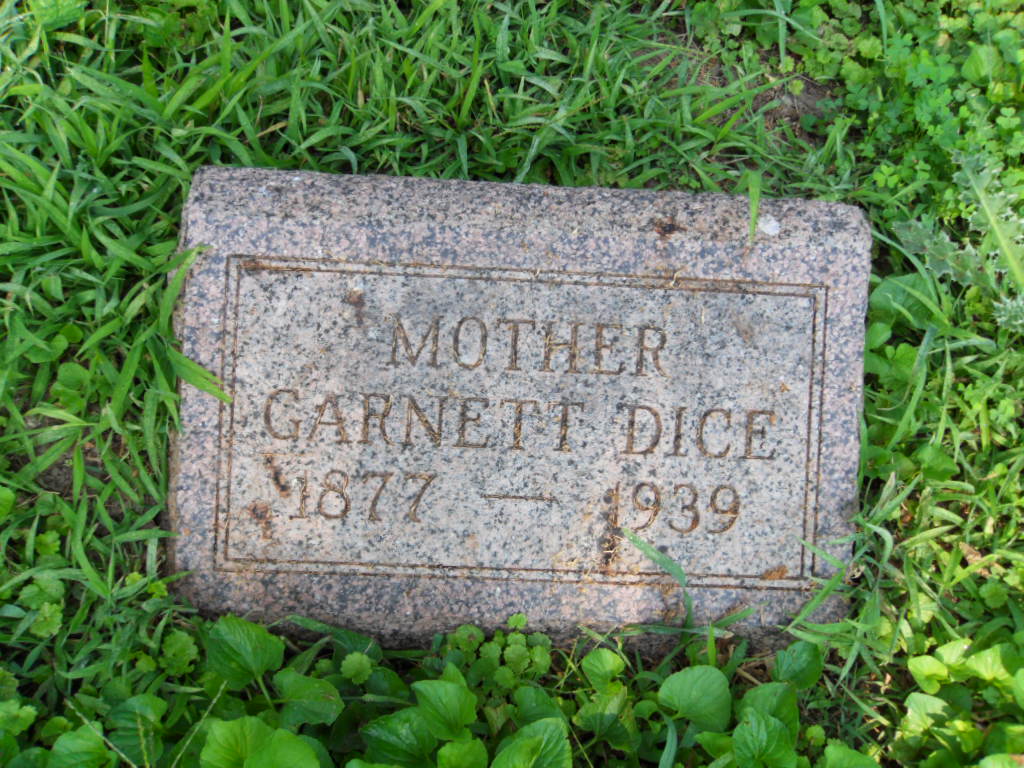 MOTHER
GARNETT DICE
1877 — 1939